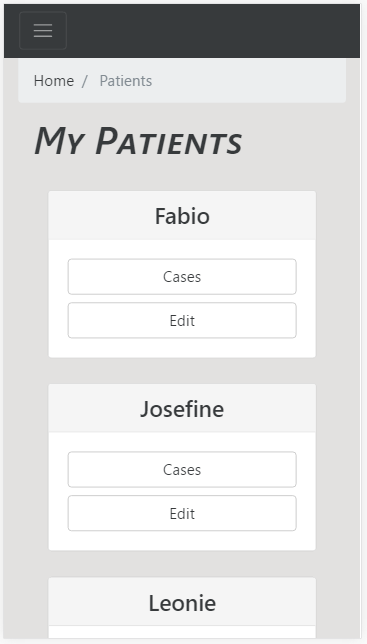 Home / Patients
My Patients
Fabio
Cases
Edit
Josefine
Cases
Edit
Leonie